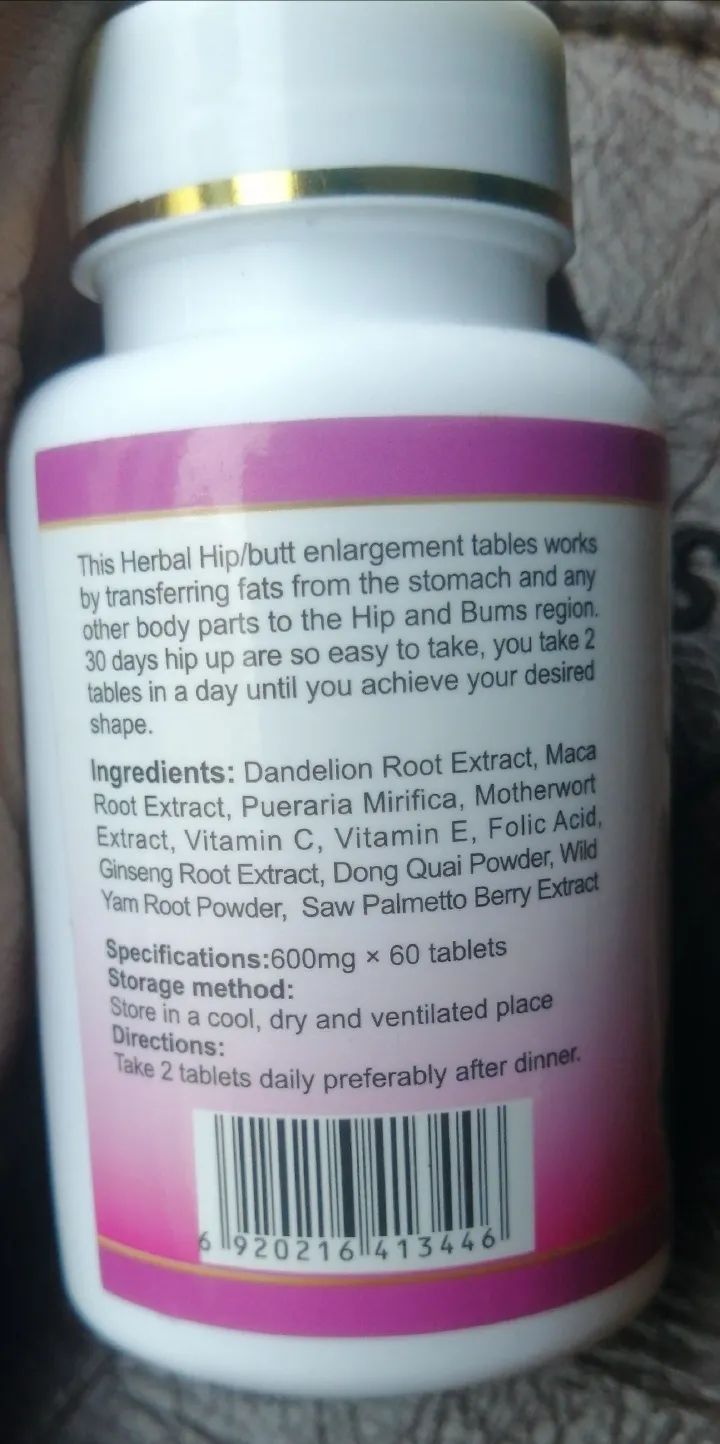 This Herbal Hip/butt enlargement tables works
by transferring fats from the stomach and any
other body parts to the Hip and Bums region.
30 days hip up are so easy to take, you take 2
tables in a day until you achieve your desired
shape.
Ingredients: Dandelion Root Extract, Maca
Root Extract, Pueraria Mirifica, Motherwort
Extract, Vitamin C, Vitamin E, Folic Acid,
Ginseng Root Extract, Dong Quai Powder, Wild
Yam Root Powder, Saw Palmetto Berry Extract
Specifications:600mg × 60 tablets
Storage method:
Store in a cool, dry and ventilated place
Directions:
Take 2 tablets daily preferably after dinner.
6 920216 413446